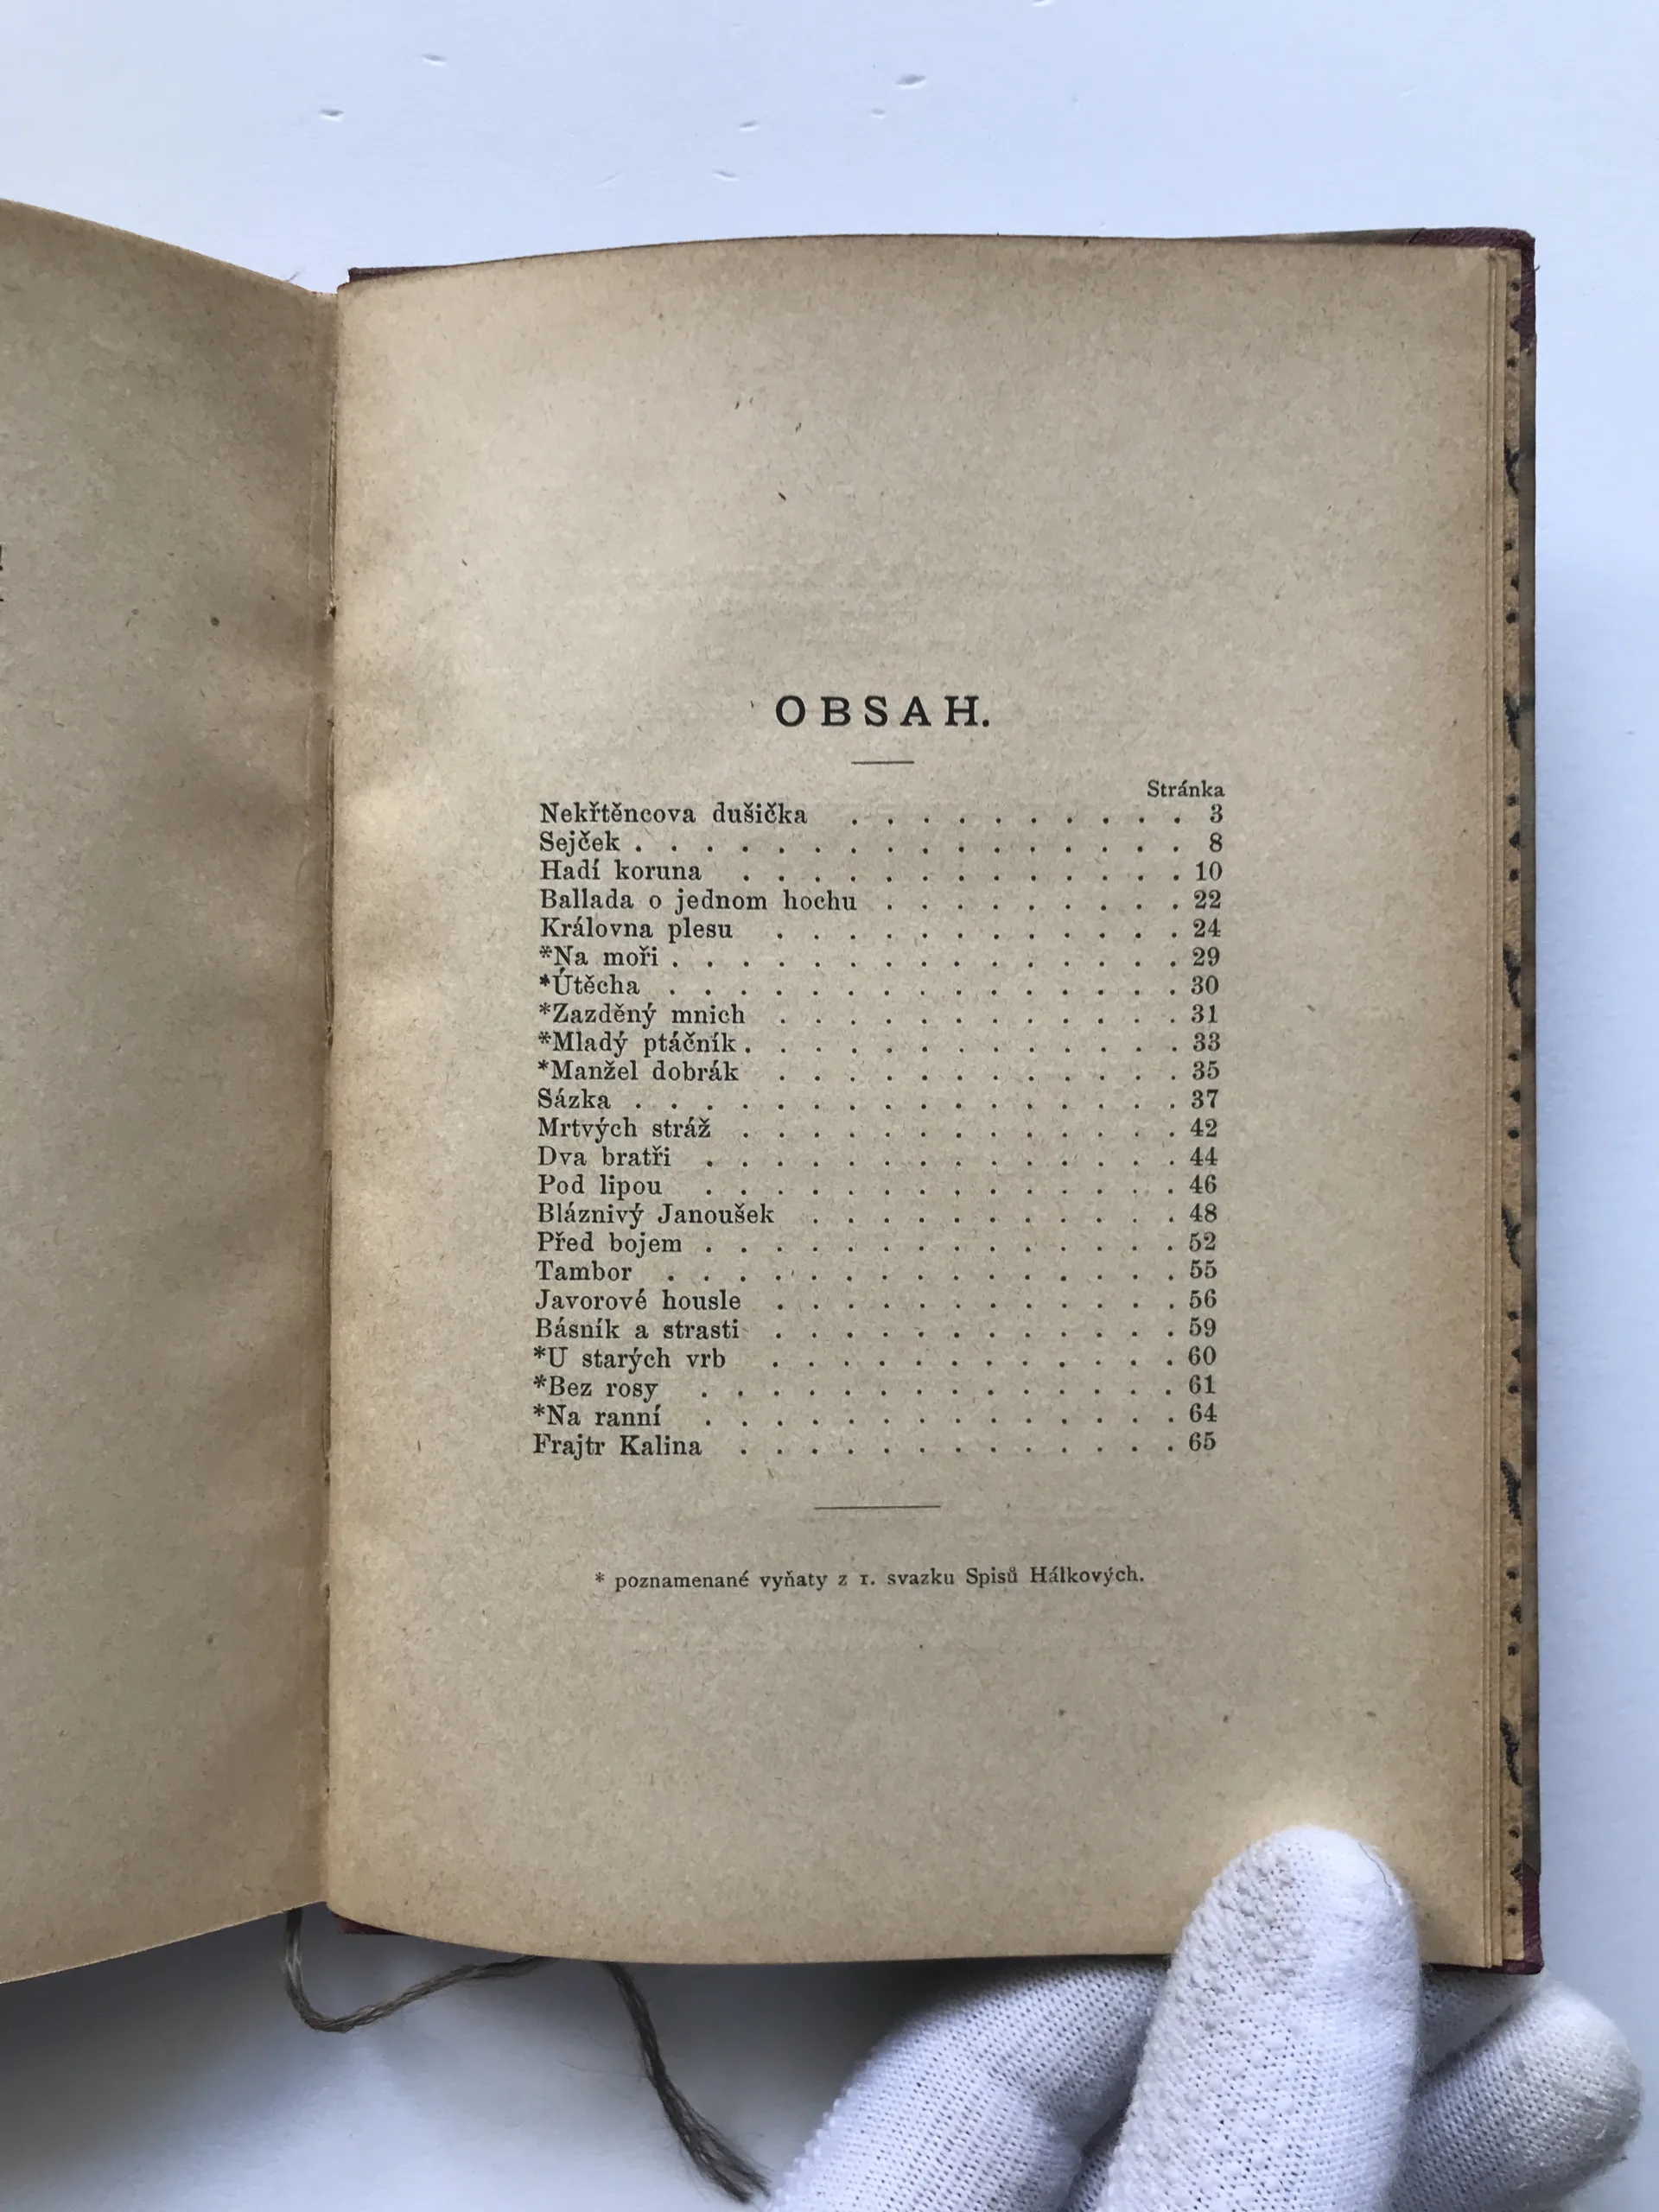 OBSAH.
Stránka
Nekřtěncova dušička . . . . . . . . . . 3
Sejček . . . . . . . . . . . . . . . . 8
Hadí koruna . . . . . . . . . . . . . 10
Ballada o jednom hochu . . . . . . . . . 22
Královna plesu . . . . . . . . . . . . 24
*Na moři . . . . . . . . . . . . . . . 29
*Útěcha . . . . . . . . . . . . . . . 30
*Zazděný mnich . . . . . . . . . . . . 31
*Mladý ptáčník . . . . . . . . . . . . . 33
*Manžel dobrák . . . . . . . . . . . . 35
Sázka . . . . . . . . . . . . . . . . 37
Mrtvých stráž . . . . . . . . . . . . . 42
Dva bratři . . . . . . . . . . . . . . 44
Pod lipou . . . . . . . . . . . . . . 46
Bláznivý Janoušek . . . . . . . . . . . 48
Před bojem . . . . . . . . . . . . . . 52
Tambor . . . . . . . . . . . . . . . 55
Javorové housle . . . . . . . . . . . . 56
Básník a strasti . . . . . . . . . . . . 59
*U starých vrb . . . . . . . . . . . . 60
*Bez rosy . . . . . . . . . . . . . . 61
*Na ranní . . . . . . . . . . . . . . 64
Frajtr Kalina . . . . . . . . . . . . . 65
* poznamenané vyňaty z 1. svazku Spisů Hálkových.